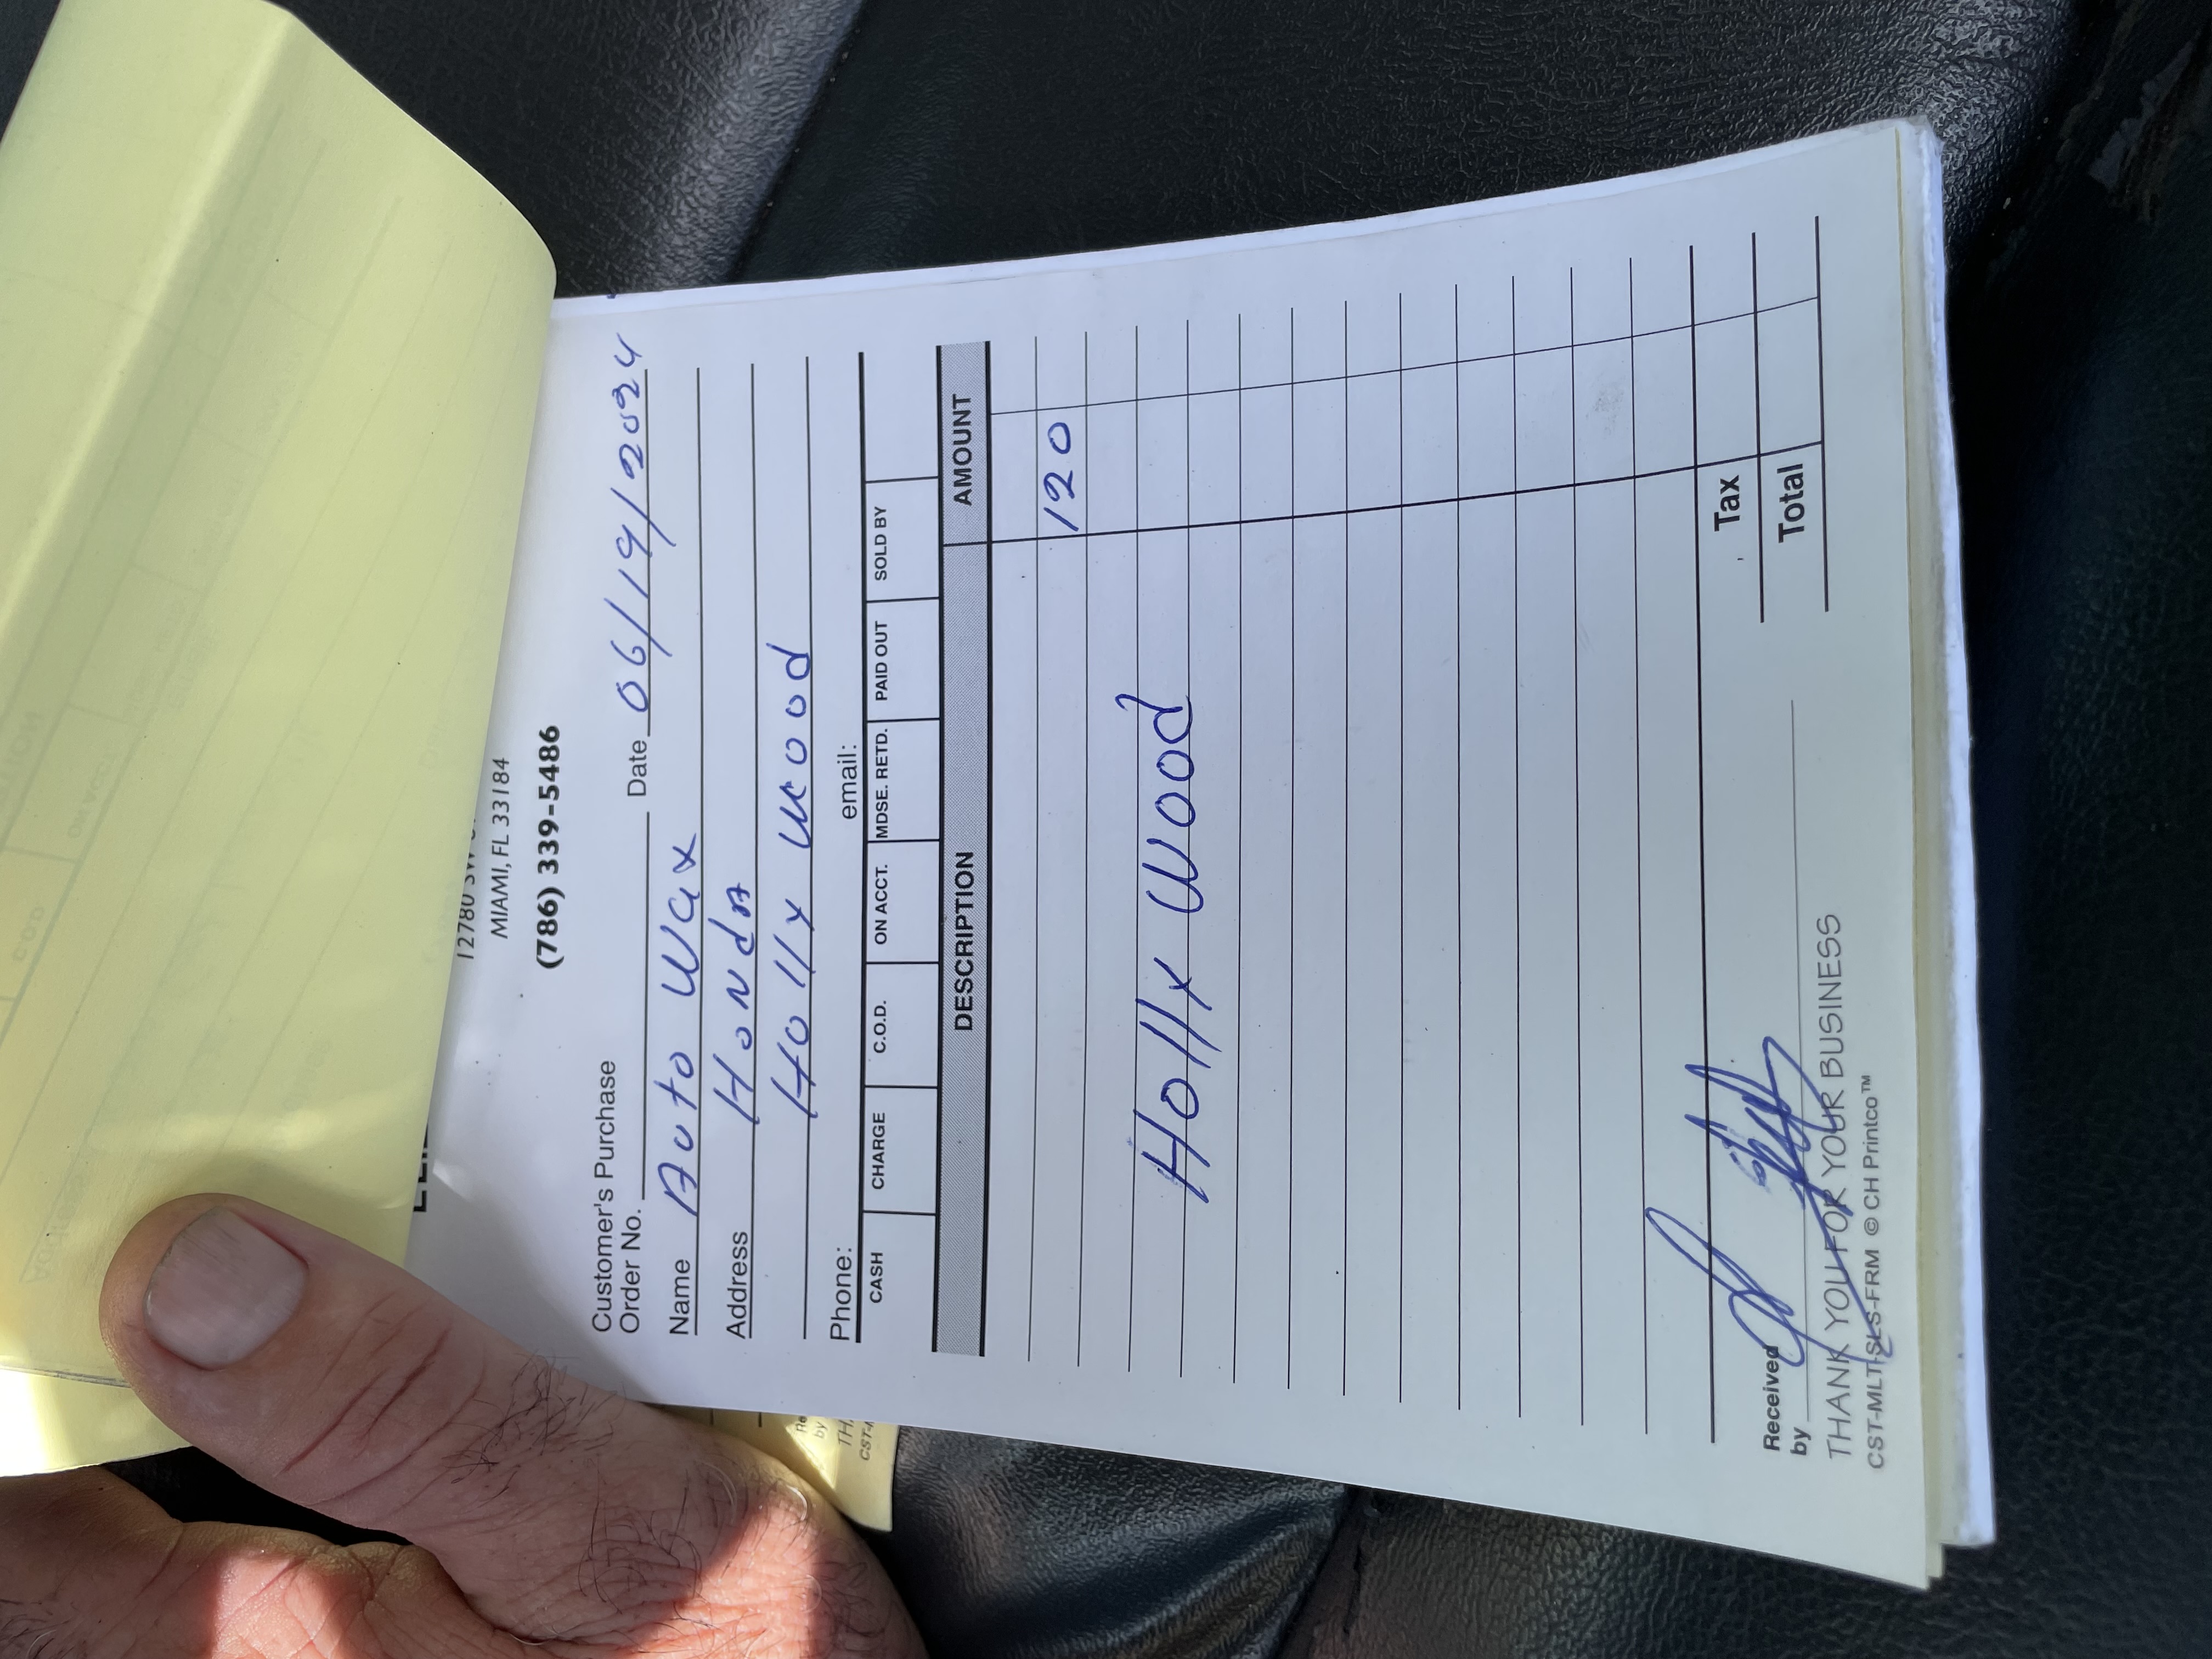 MIAMI, FL 33184
(786) 339-5486
Customer's Purchase
Order No. Date 06/19/2024
Name Auto Wax
Address Honda
Holly wood
Phone: email:
CASH CHARGE C.O.D. ON ACCT. MDSE. RETD. PAID OUT SOLD BY
DESCRIPTION AMOUNT
120
Holly Wood
Tax
Total
Received
by
THANK YOU FOR YOUR BUSINESS
CST-MLT-SLS-FRM © CH Printco™